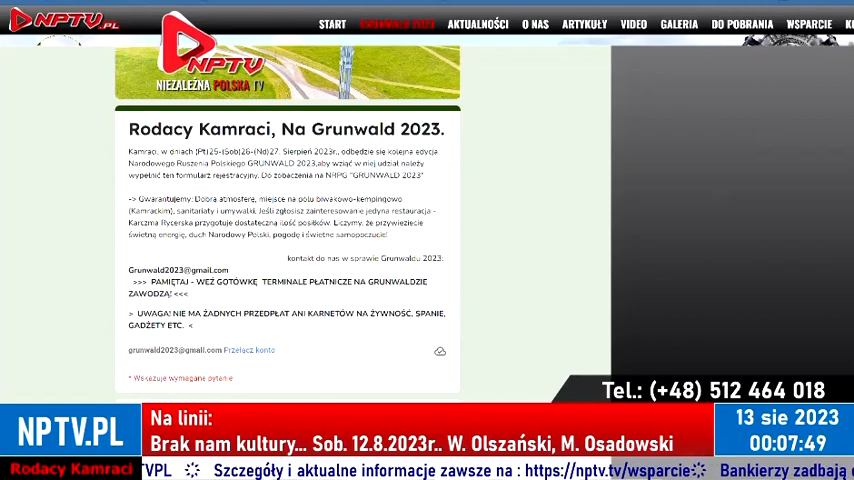 NPTV.PL START GRUNWALD 2023 AKTUALNOŚCI O NAS ARTYKUŁY VIDEO GALERIA DO POBRANIA WSPARCIE
NPTV
NIEZALEŻNA POLSKA TV
Rodacy Kamraci, Na Grunwald 2023.
Kamraci, w dniach (Pt)25-(Sob)26-(Nd)27, Sierpień 2023r., odbędzie się kolejna edycja
Narodowego Ruszenia Polskiego GRUNWALD 2023,aby wziąć w niej udział należy
wypełnić ten formularz rejestracyjny. Do zobaczenia na NRPG "GRUNWALD 2023"
-> Gwarantujemy: Dobrą atmosferę, miejsce na polu biwakowo-kempingowo
(Kamrackim), sanitariaty i umywalki. Jeśli zgłosisz zainteresowanie jedyna restauracja -
Karczma Rycerska przygotuje dostateczną ilość posiłków. Liczymy, że przywieziecie
świetną energię, duch Narodowy Polski, pogodę i świetne samopoczucie!
kontakt do nas w sprawie Grunwaldu 2023:
Grunwald2023@gmail.com
>>> PAMIĘTAJ - WEŹ GOTÓWKĘ TERMINALE PŁATNICZE NA GRUNWALDZIE
ZAWODZĄ! <<<
> UWAGA! NIE MA ŻADNYCH PRZEDPŁAT ANI KARNETÓW NA ŻYWNOŚĆ, SPANIE,
GADŻETY ETC. <
grunwald2023@gmail.com Przełącz konto
* Wskazuje wymagane pytanie
Tel.: (+48) 512 464 018
NPTV.PL
Na linii:
Brak nam kultury... Sob. 12.8.2023r.. W. Olszański, M. Osadowski
13 sie 2023
00:07:49
Rodacy Kamraci
TVPL Szczegóły i aktualne informacje zawsze na : https://nptv.tv/wsparcie Bankierzy zadbają